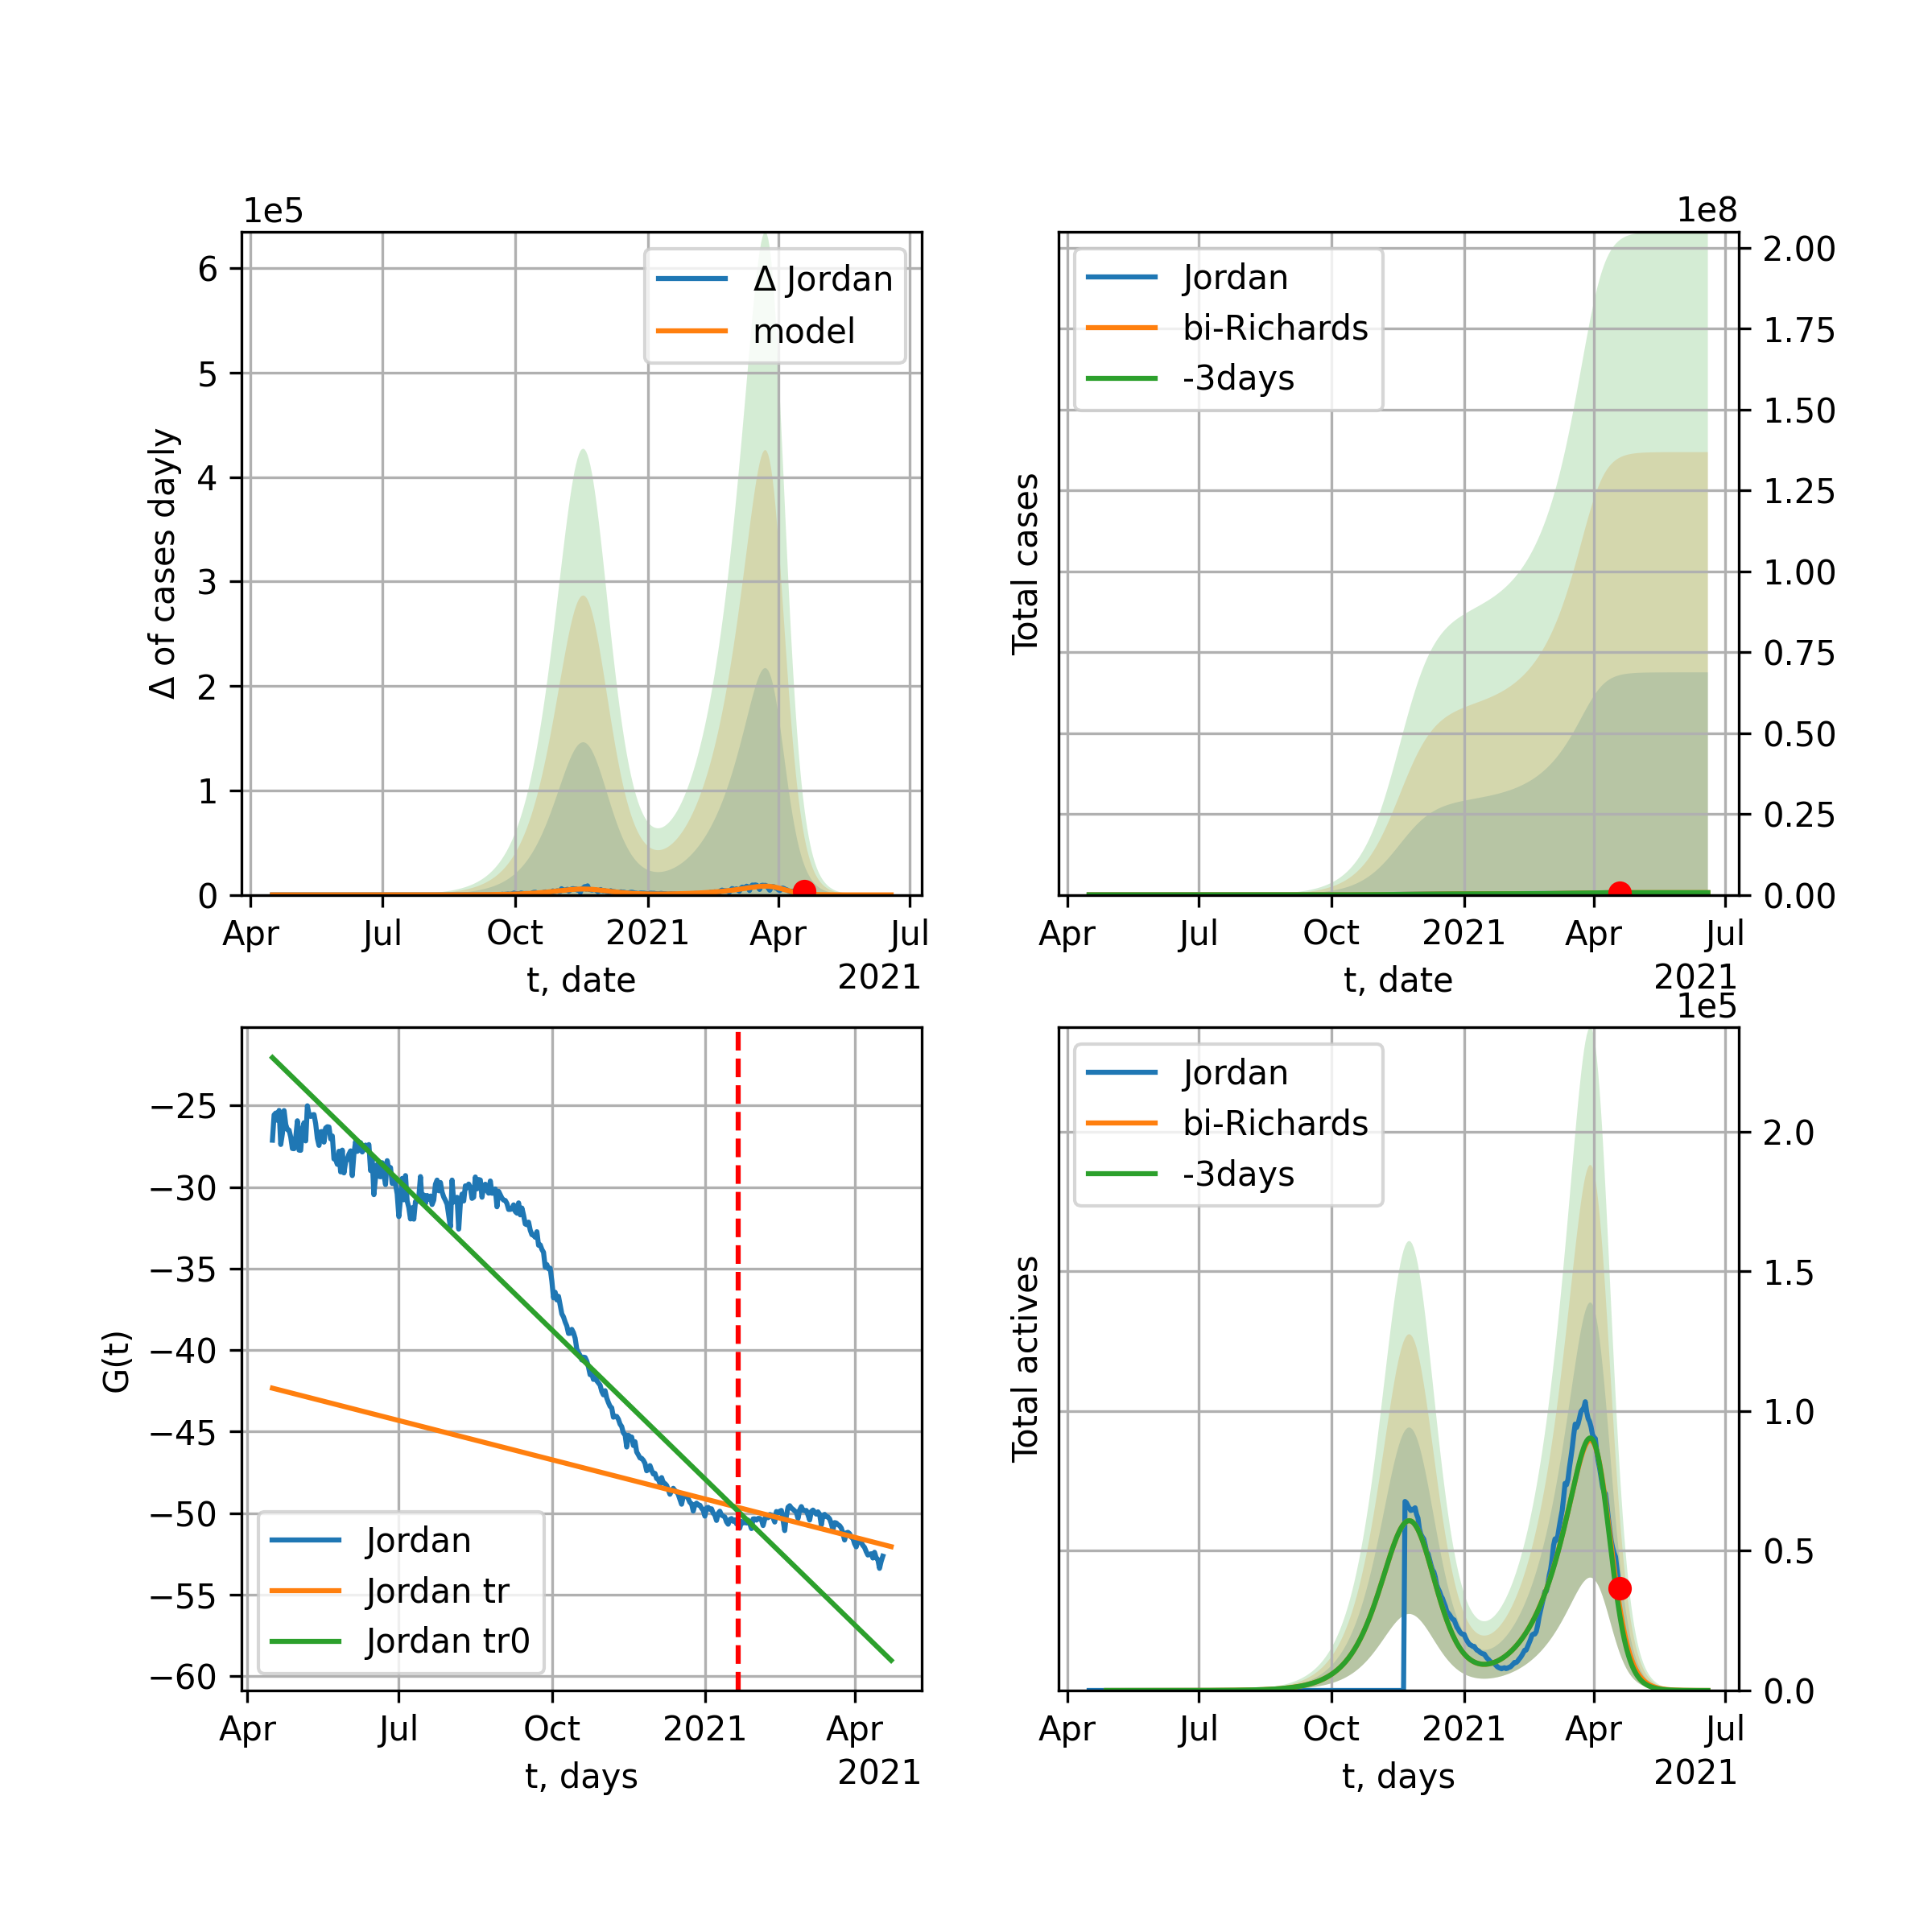 1e5
6
5
4
3
2
1
0
Δ of cases dayly
Δ Jordan
model
Apr Jul Oct 2021 Apr Jul
t, date 2021
1e8
Jordan
bi-Richards
-3days
Total cases
2.00
1.75
1.50
1.25
1.00
0.75
0.50
0.25
0.00
Apr Jul Oct 2021 Apr Jul
t, date 2021
G(t)
−25
−30
−35
−40
−45
−50
−55
−60
Jordan
Jordan tr
Jordan tr0
Apr Jul Oct 2021 Apr
t, days 2021
1e5
Jordan
bi-Richards
-3days
Total actives
2.0
1.5
1.0
0.5
0.0
Apr Jul Oct 2021 Apr Jul
t, days 2021